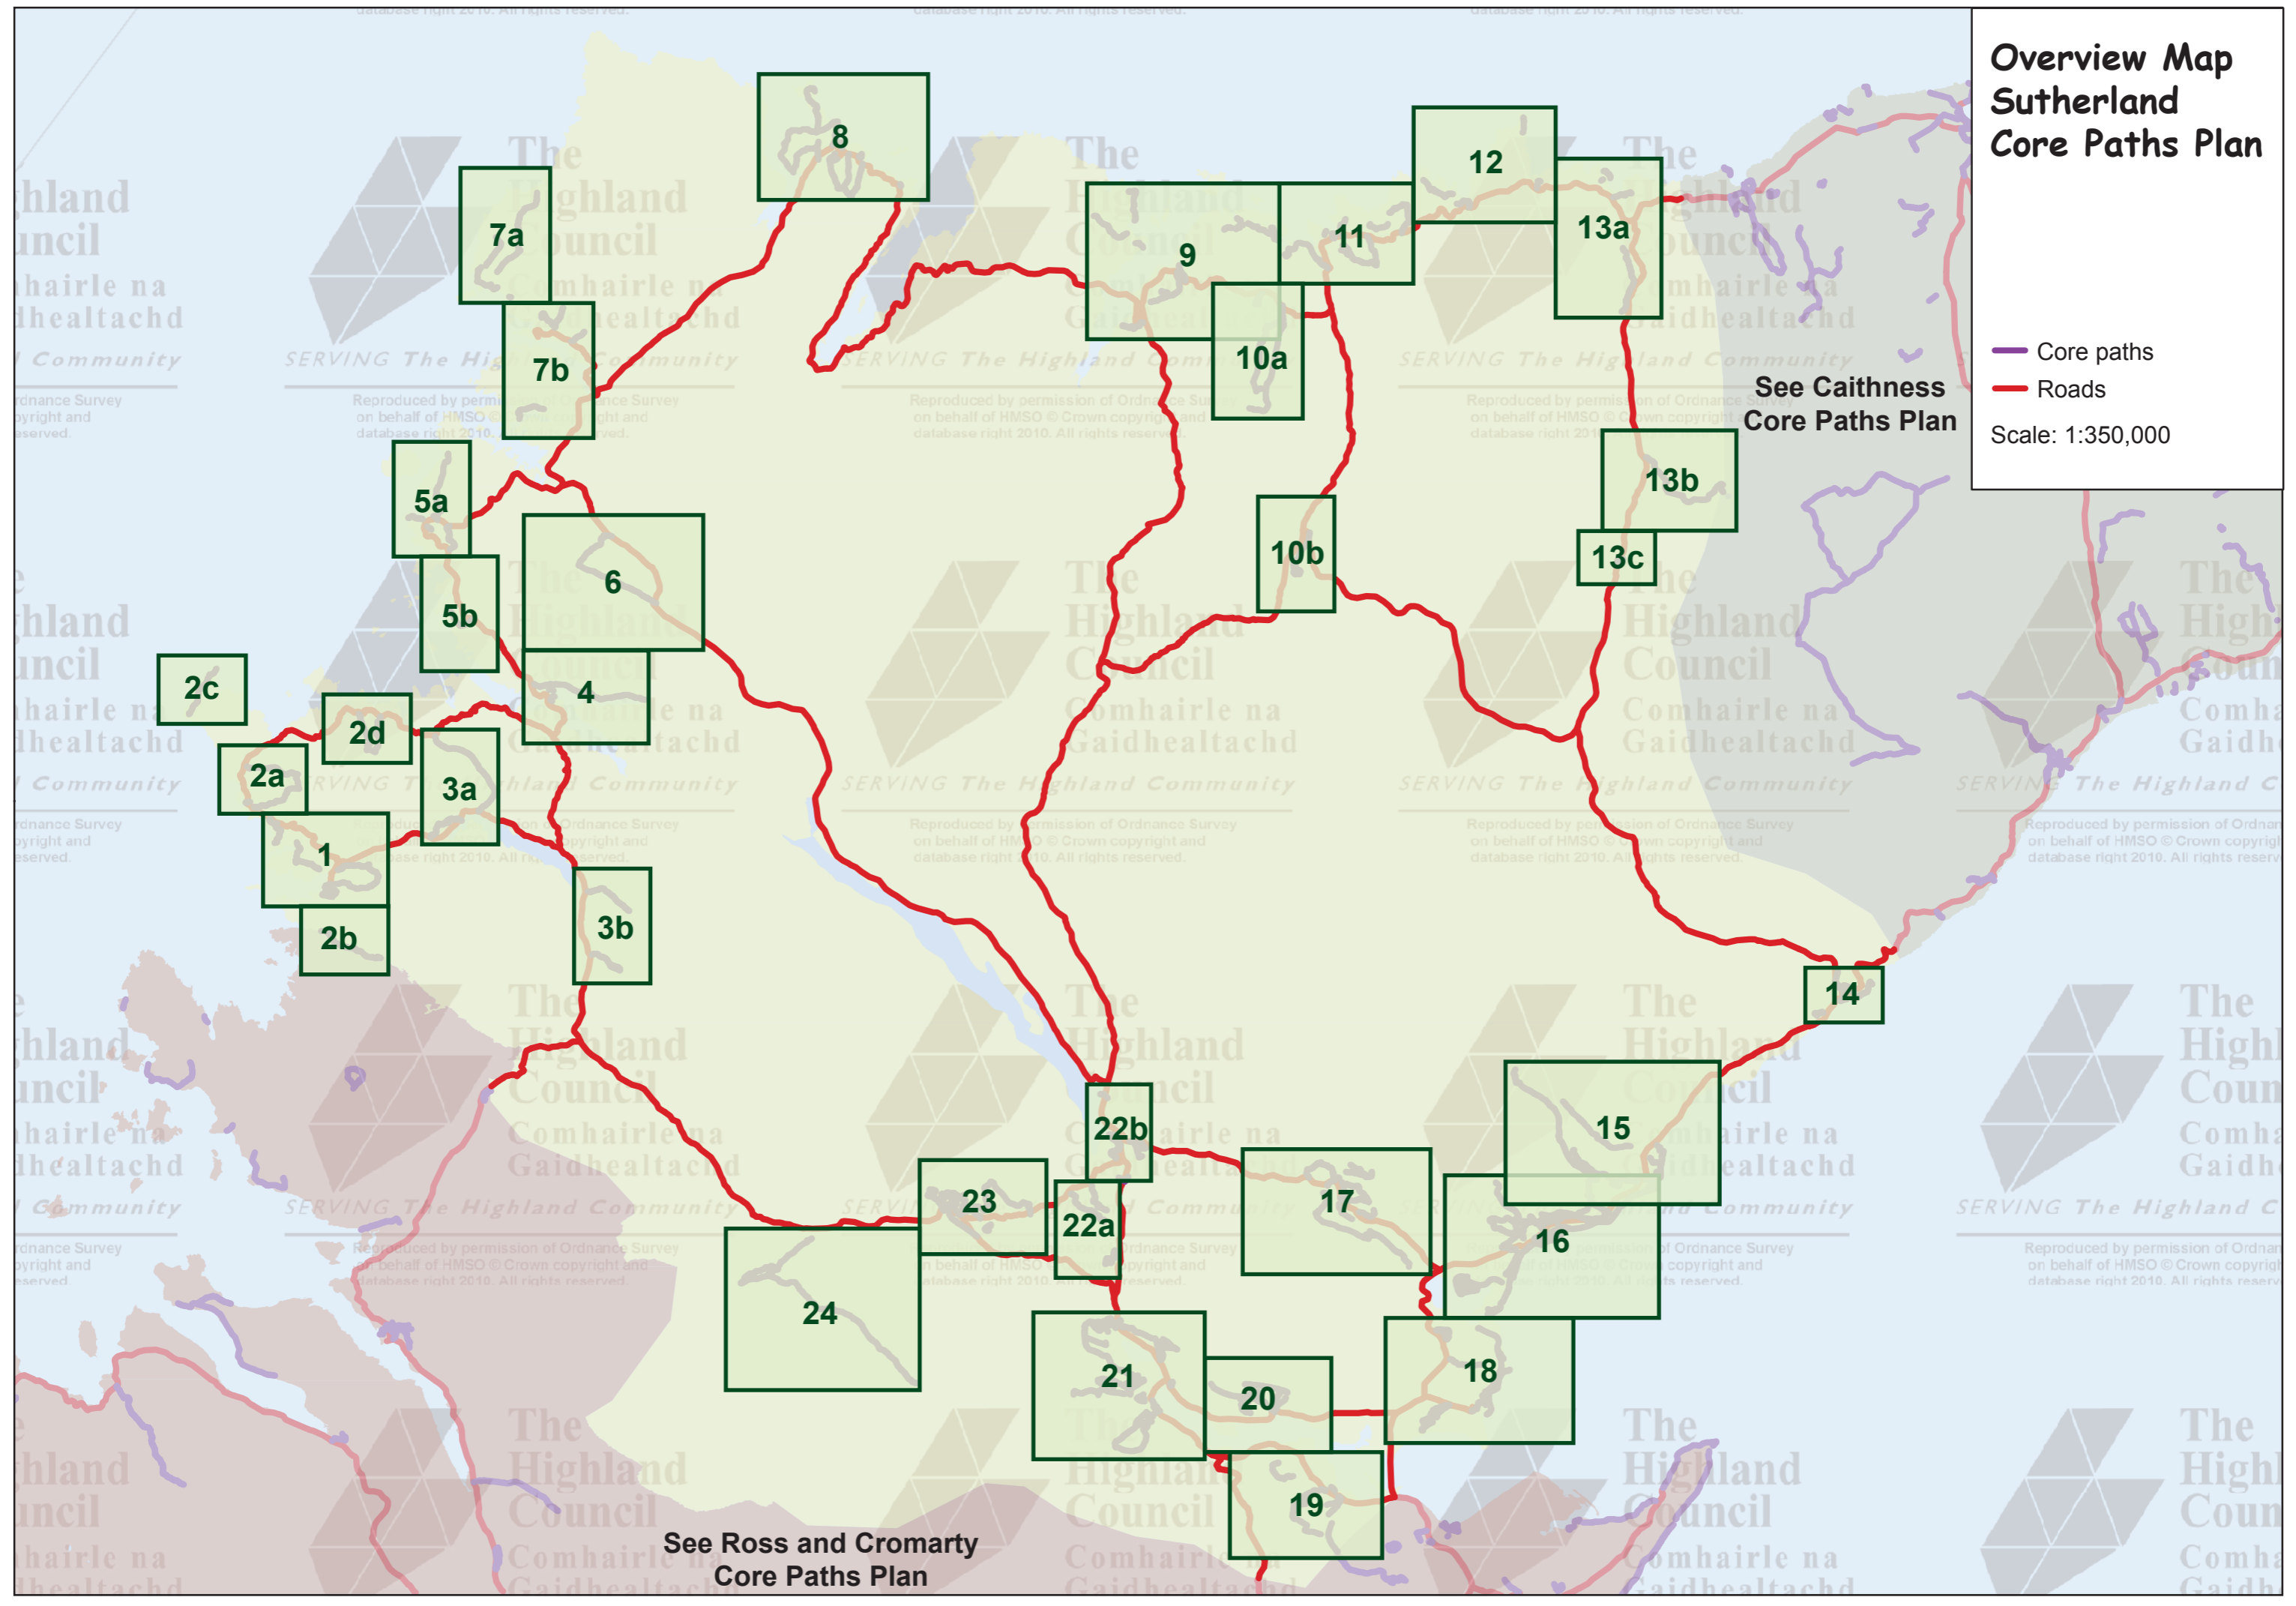 Overview Map
Sutherland
Core Paths Plan
Core paths
Roads
Scale: 1:350,000
See Caithness
Core Paths Plan
See Ross and Cromarty
Core Paths Plan
8
12
7a
13a
11
9
7b
10a
5a
13b
10b
13c
6
5b
2c
4
2d
2a
3a
1
3b
2b
14
22b
15
23
17
22a
16
24
21
18
20
19
The
Highland
Council
Comhairle na
Gaidhealtachd
SERVING The Highland Community
Reproduced by permission of Ordnance Survey
on behalf of HMSO © Crown copyright and
database right 2010. All rights reserved.